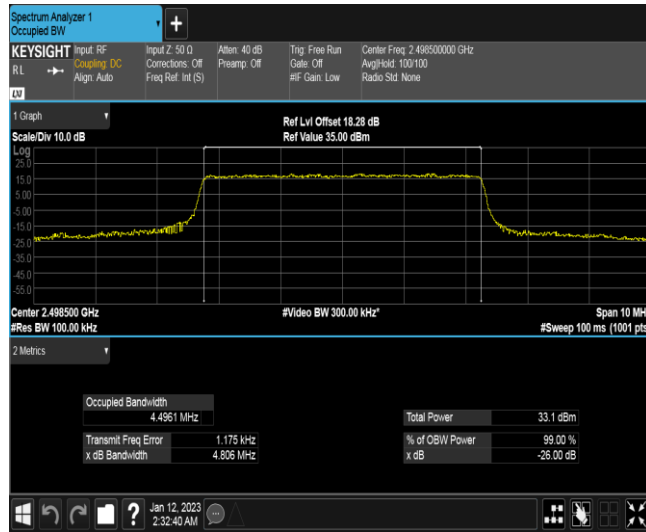 Spectrum Analyzer 1
Occupied BW
+
KEYSIGHT
RL
LXI
Input: RF
Coupling: DC
Align: Auto
Input Z: 50 Ω
Corrections: Off
Freq Ref: Int (S)
Atten: 40 dB
Preamp: Off
Trig: Free Run
Gate: Off
#IF Gain: Low
Center Freq: 2.498500000 GHz
Avg|Hold: 100/100
Radio Std: None
1 Graph
Scale/Div 10.0 dB
Ref Lvl Offset 18.28 dB
Ref Value 35.00 dBm
Log
25.0
15.0
5.00
-5.00
-15.0
-25.0
-35.0
-45.0
-55.0
Center 2.498500 GHz
#Res BW 100.00 kHz
#Video BW 300.00 kHz*
Span 10 MH
#Sweep 100 ms (1001 pts
2 Metrics
Occupied Bandwidth
4.4961 MHz
Transmit Freq Error 1.175 kHz
x dB Bandwidth 4.806 MHz
Total Power 33.1 dBm
% of OBW Power 99.00 %
x dB -26.00 dB
?
Jan 12, 2023
2:32:40 AM